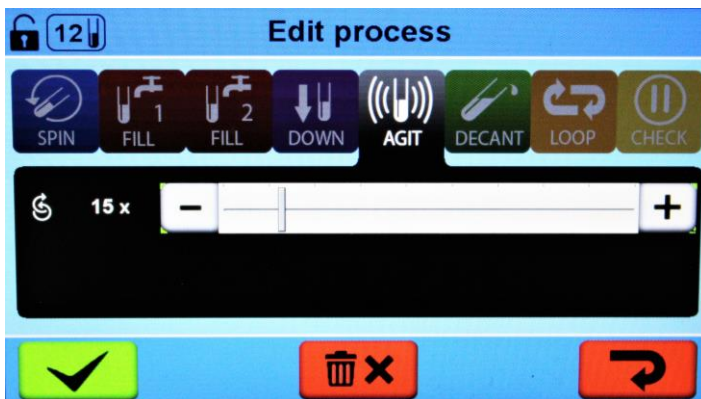 12
Edit process
SPIN
1
FILL
2
FILL
DOWN
AGIT
DECANT
LOOP
CHECK
15 x